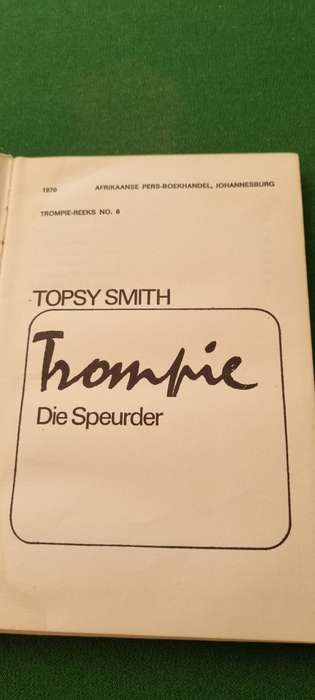 1970 AFRIKAANSE PERS-BOEKHANDEL, JOHANNESBURG
TROMPIE-REEKS NO. 6
TOPSY SMITH
Trompie
Die Speurder